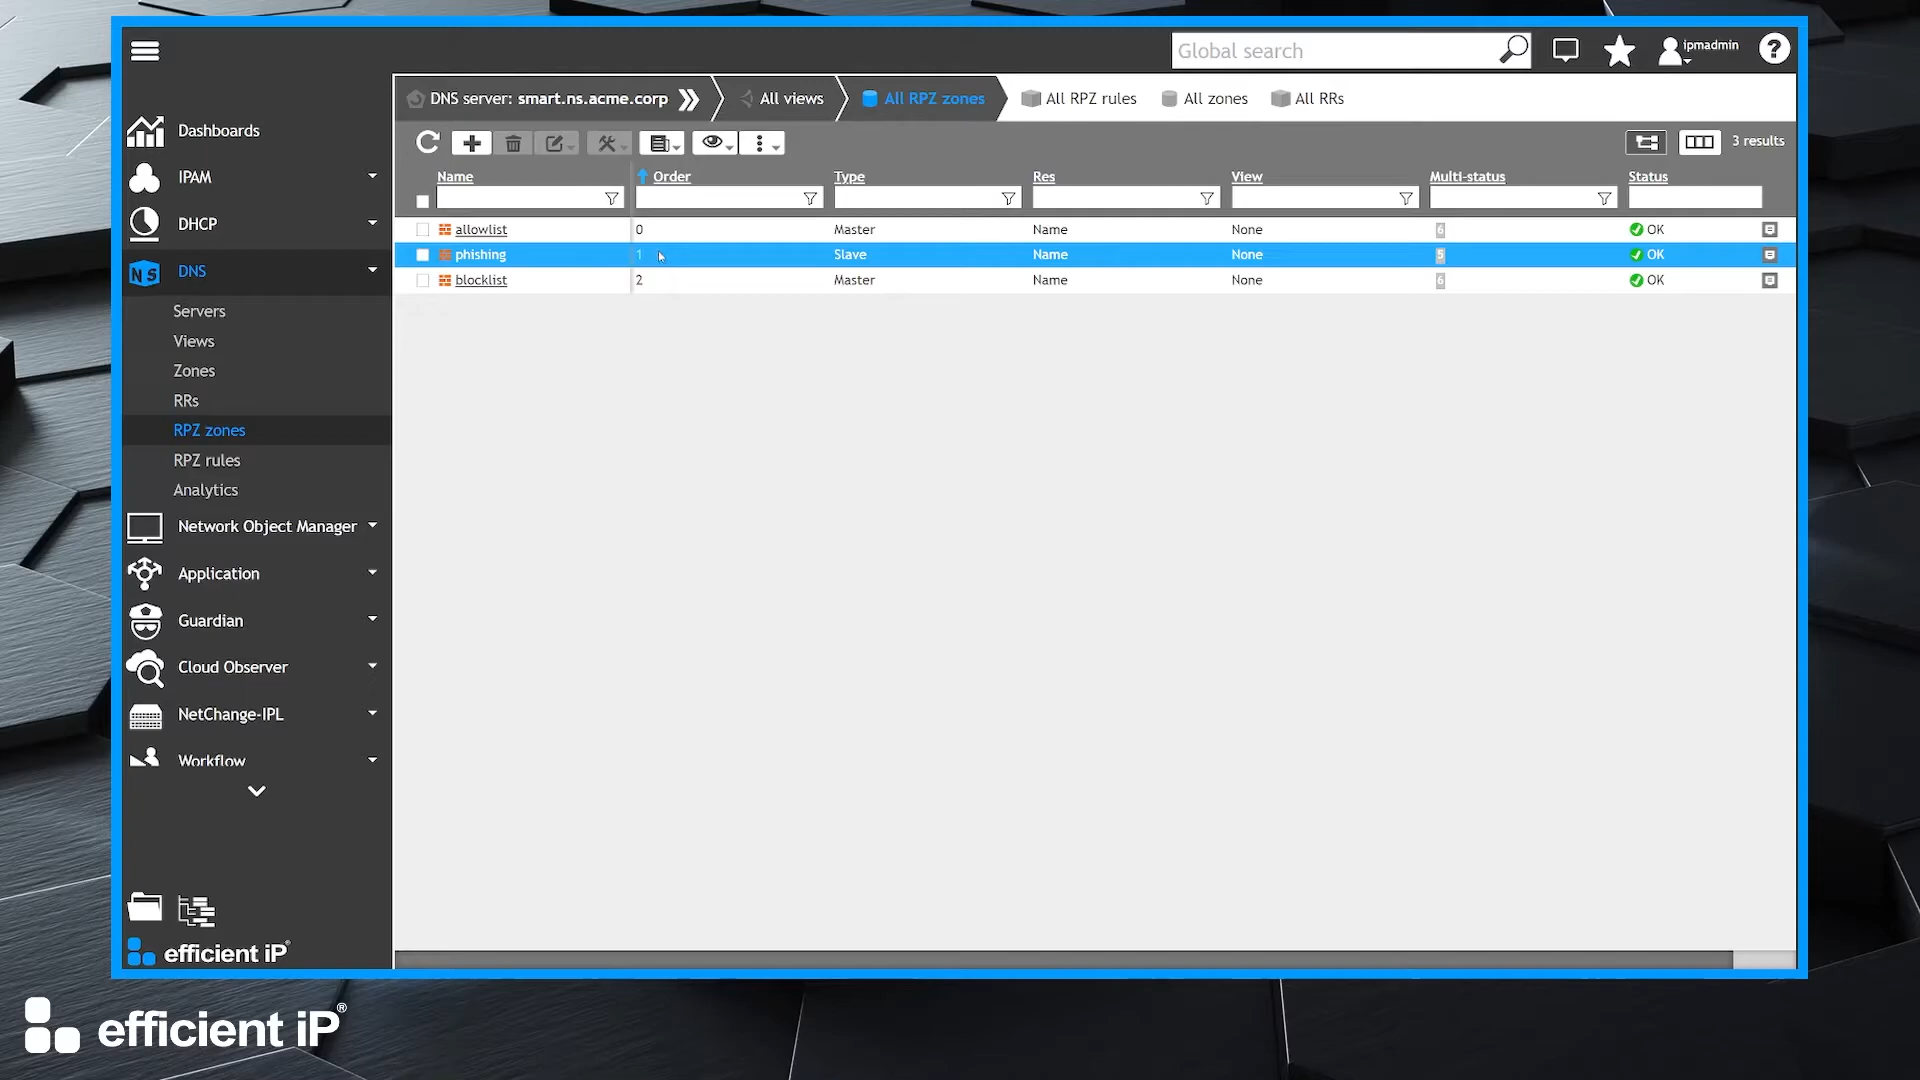 Global search
ipmadmin
?
DNS server: smart.ns.acme.corp
All views
All RPZ zones
All RPZ rules
All zones
All RRs
3 results
Dashboards
IPAM
DHCP
NS
DNS
Servers
Views
Zones
RRs
RPZ zones
RPZ rules
Analytics
Network Object Manager
Application
Guardian
Cloud Observer
NetChange-IPL
Workflow
Name Order Type Res View Multi-status Status
allowlist 0 Master Name None 6 OK
phishing 1 Slave Name None 5 OK
blocklist 2 Master Name None 6 OK
efficient iP®
efficient iP®